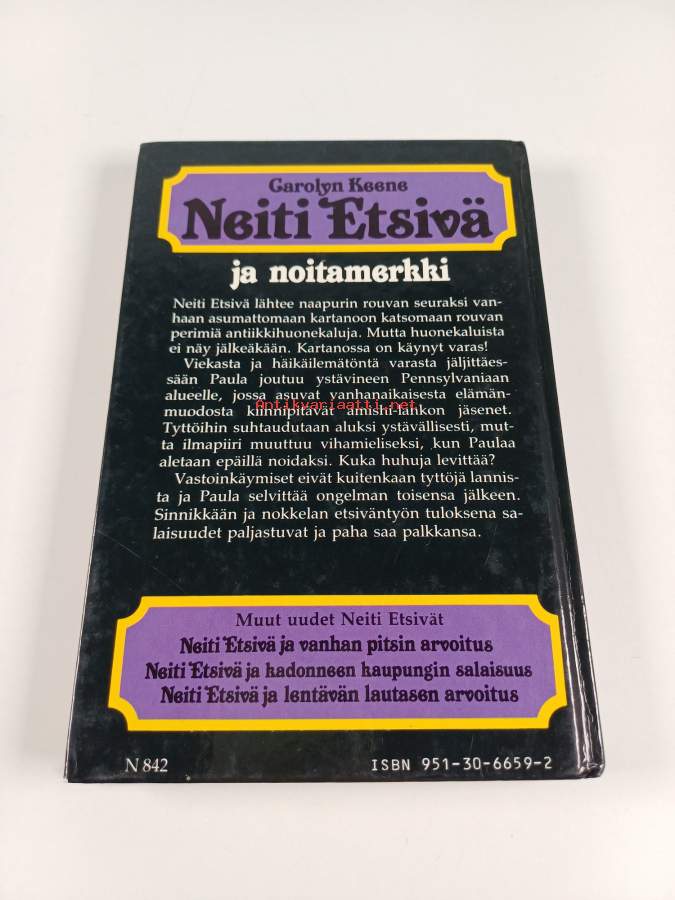 Carolyn Keene
Neiti Etsivä
ja noitamerkki
Neiti Etsivä lähtee naapurin rouvan seuraksi van-
haan asumattomaan kartanoon katsomaan rouvan
perimiä antiikkihuonekaluja. Mutta huonekaluista
ei näy jälkeäkään. Kartanossa on käynyt varas!
Viekasta ja häikäilemätöntä varasta jäljittäes-
sään Paula joutuu ystävineen Pennsylvaniaan
alueelle, jossa asuvat vanhanaikaisesta elämän-
Antikvariaatti.net
muodosta kiinnipitävät amishi-lahkon jäsenet.
Tyttöihin suhtaudutaan aluksi ystävällisesti, mut-
ta ilmapiiri muuttuu vihamieliseksi, kun Paulaa
aletaan epäillä noidaksi. Kuka huhuja levittää?
Vastoinkäymiset eivät kuitenkaan tyttöjä lannis-
ta ja Paula selvittää ongelman toisensa jälkeen.
Sinnikkään ja nokkelan etsiväntyön tuloksena sa-
laisuudet paljastuvat ja paha saa palkkansa.
Muut uudet Neiti Etsivät
Neiti Etsivä ja vanhan pitsin arvoitus
Neiti Etsivä ja kadonneen kaupungin salaisuus
Neiti Etsivä ja lentävän lautasen arvoitus
N 842
ISBN 951-30-6659-2